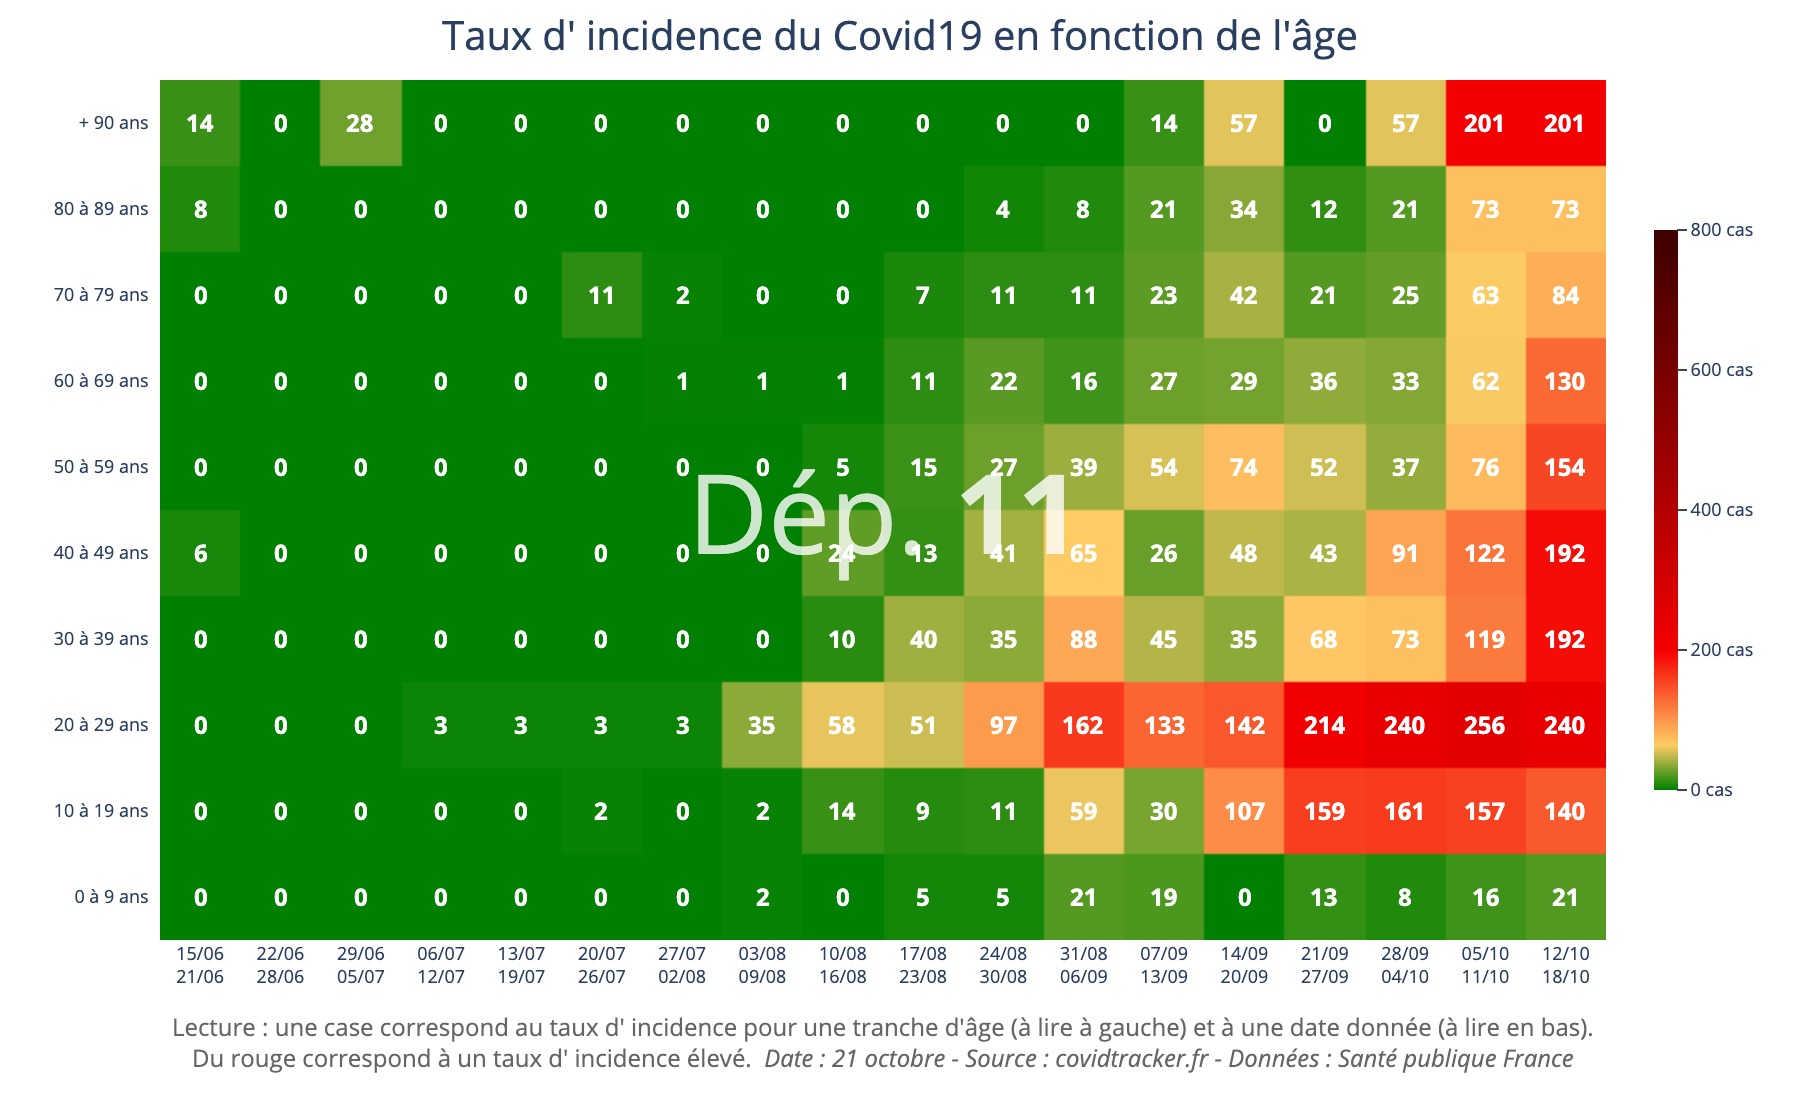 Taux d' incidence du Covid19 en fonction de l'âge
+ 90 ans 14 0 28 0 0 0 0 0 0 0 0 0 14 57 0 57 201 201
80 à 89 ans 8 0 0 0 0 0 0 0 0 0 4 8 21 34 12 21 73 73
800 cas
70 à 79 ans 0 0 0 0 0 11 2 0 0 7 11 11 23 42 21 25 63 84
600 cas
60 à 69 ans 0 0 0 0 0 0 1 1 1 11 22 16 27 29 36 33 62 130
50 à 59 ans 0 0 0 0 0 0 0 0 5 15 27 39 54 74 52 37 76 154
Dép. 11
400 cas
40 à 49 ans 6 0 0 0 0 0 0 0 24 13 41 65 26 48 43 91 122 192
30 à 39 ans 0 0 0 0 0 0 0 0 10 40 35 88 45 35 68 73 119 192
200 cas
20 à 29 ans 0 0 0 3 3 3 3 35 58 51 97 162 133 142 214 240 256 240
0 cas
10 à 19 ans 0 0 0 0 0 2 0 2 14 9 11 59 30 107 159 161 157 140
0 à 9 ans 0 0 0 0 0 0 0 2 0 5 5 21 19 0 13 8 16 21
15/06 22/06 29/06 06/07 13/07 20/07 27/07 03/08 10/08 17/08 24/08 31/08 07/09 14/09 21/09 28/09 05/10 12/10
21/06 28/06 05/07 12/07 19/07 26/07 02/08 09/08 16/08 23/08 30/08 06/09 13/09 20/09 27/09 04/10 11/10 18/10
Lecture : une case correspond au taux d' incidence pour une tranche d'âge (à lire à gauche) et à une date donnée (à lire en bas).
Du rouge correspond à un taux d' incidence élevé. Date : 21 octobre - Source : covidtracker.fr - Données : Santé publique France